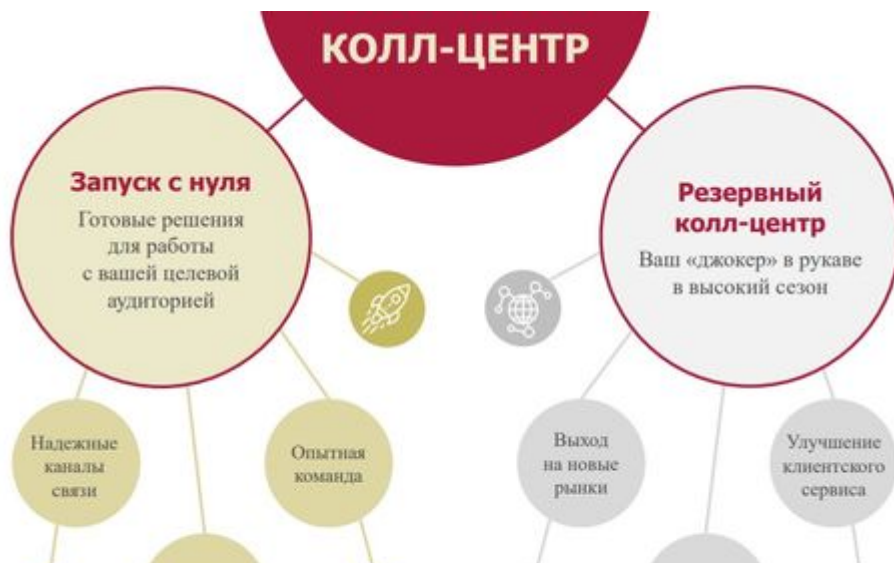 КОЛЛ-ЦЕНТР
Запуск с нуля
Готовые решения
для работы
с вашей целевой
аудиторией
Резервный
колл-центр
Ваш «джокер» в рукаве
в высокий сезон
Надежные
каналы
связи
Опытная
команда
Выход
на новые
рынки
Улучшение
клиентского
сервиса